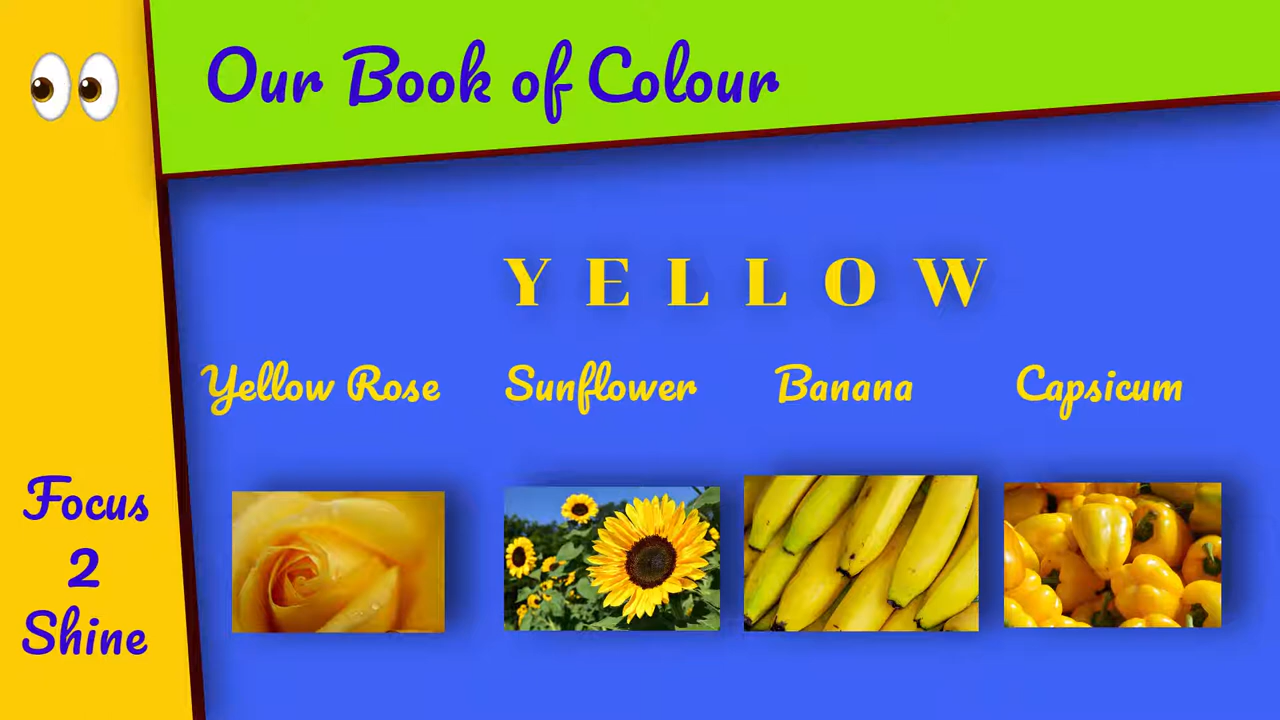 Our Book of Colour
YELLOW
Yellow Rose
Sunflower
Banana
Capsicum
Focus
2
Shine